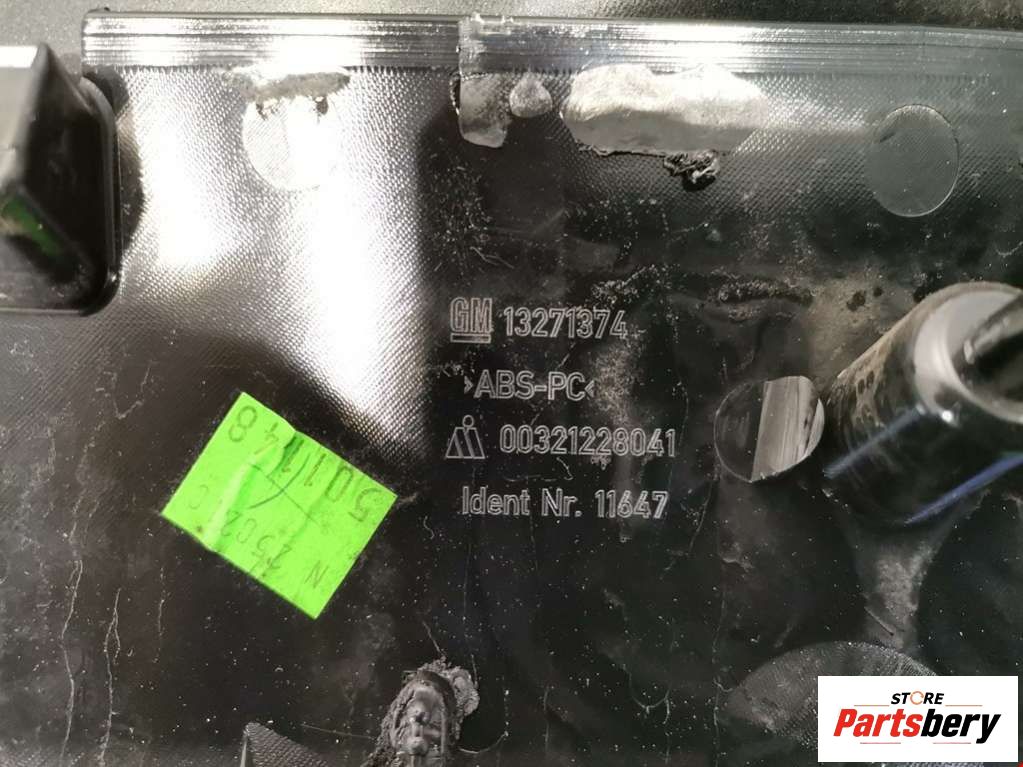 GM 13271374
>ABS-PC<
00321228041
Ident Nr. 11647
STORE
Partsbery